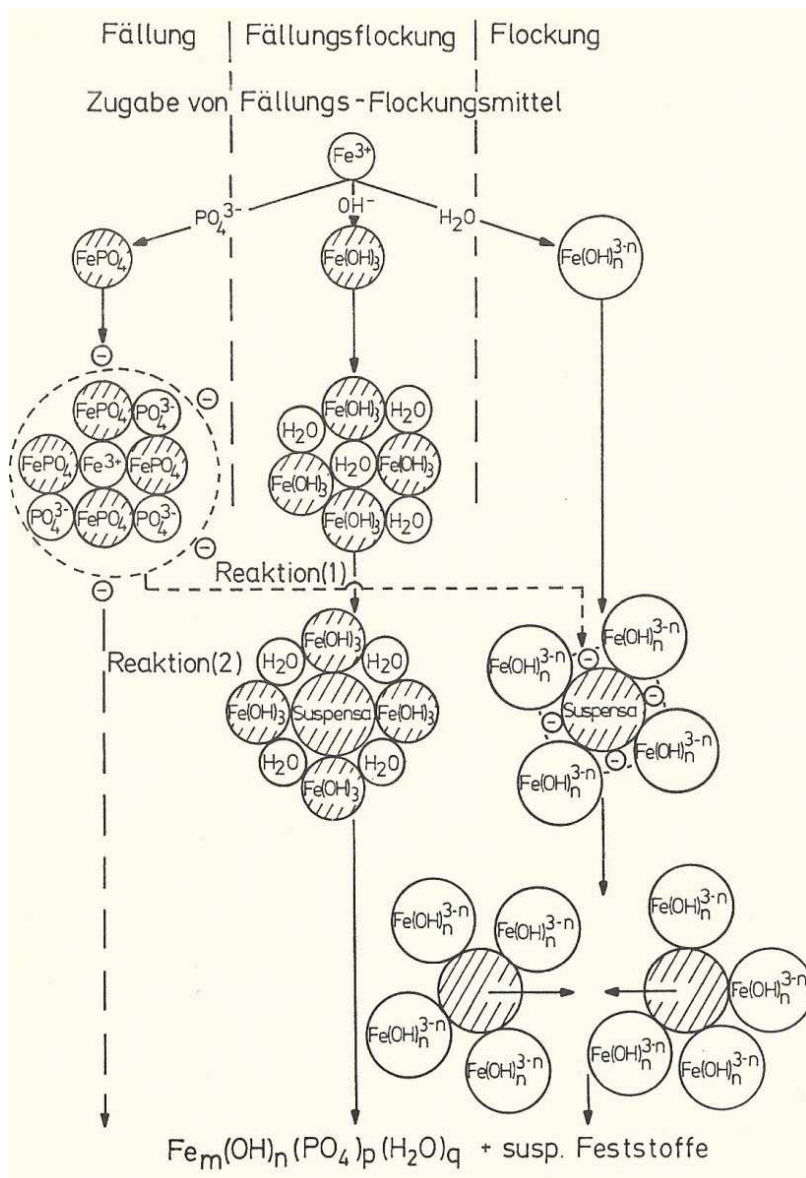 Fällung Fällungsflockung Flockung
Zugabe von Fällungs-Flockungsmittel
Fe³⁺
PO₄³⁻ OH⁻ H₂O
FePO₄ Fe(OH)₃ Fe(OH)ₙ³⁻ⁿ
⊖
⊖
FePO₄ PO₄³⁻ Fe(OH)₃ H₂O
H₂O
FePO₄ Fe³⁺ FePO₄ H₂O Fe(OH)₃
Fe(OH)₃
PO₄³⁻ FePO₄ PO₄³⁻ Fe(OH)₃ H₂O
⊖
⊖
Reaktion(1)
Reaktion(2)
Fe(OH)₃
H₂O H₂O
Fe(OH)₃ Suspensa Fe(OH)₃
H₂O H₂O
Fe(OH)₃
Fe(OH)ₙ³⁻ⁿ
Fe(OH)ₙ³⁻ⁿ
⊖
⊖
Suspensa
⊖
Fe(OH)ₙ³⁻ⁿ
⊖
Fe(OH)ₙ³⁻ⁿ
Fe(OH)ₙ³⁻ⁿ Fe(OH)ₙ³⁻ⁿ
Fe(OH)ₙ³⁻ⁿ Fe(OH)ₙ³⁻ⁿ
Fe(OH)ₙ³⁻ⁿ
Fe(OH)ₙ³⁻ⁿ
Fe(OH)ₙ³⁻ⁿ Fe(OH)ₙ³⁻ⁿ
Feₘ(OH)ₙ(PO₄)ₚ(H₂O)q + susp. Feststoffe